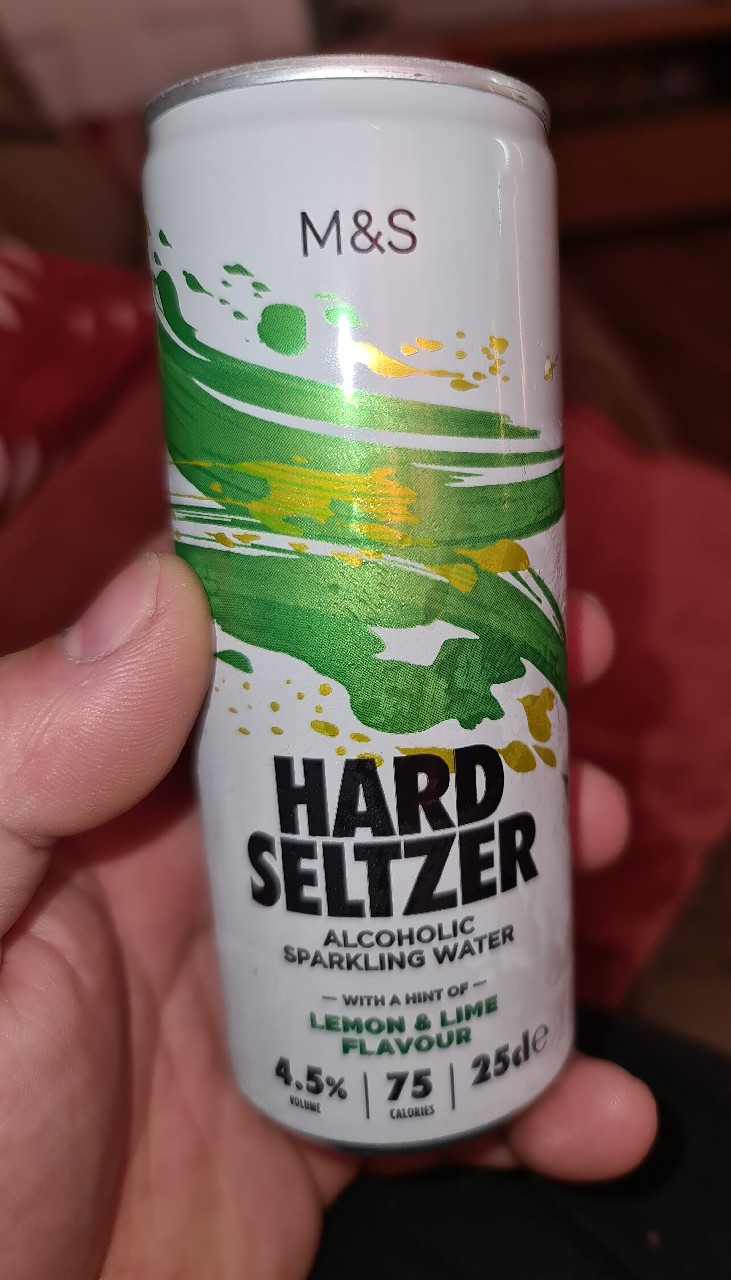 M&S
HARD
SELTZER
ALCOHOLIC
SPARKLING WATER
— WITH A HINT OF —
LEMON & LIME
FLAVOUR
4.5% | 75 | 25cl e
VOLUME CALORIES